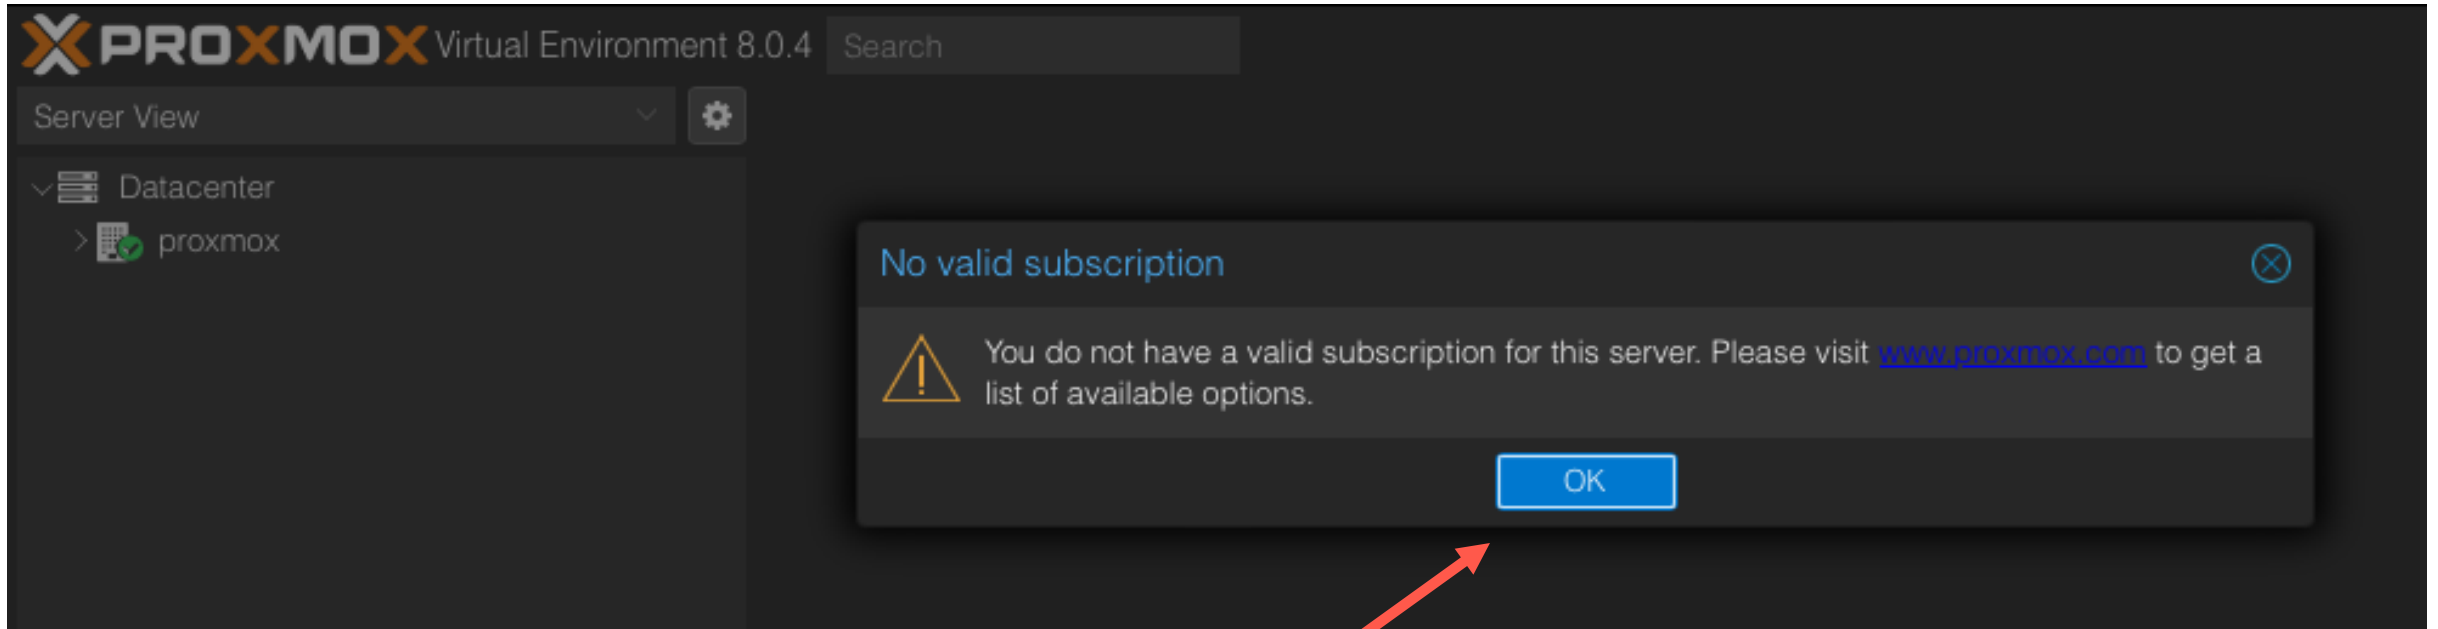 PROXMOX Virtual Environment 8.0.4 Search
Server View
Datacenter
proxmox
No valid subscription
You do not have a valid subscription for this server. Please visit www.proxmox.com to get a
list of available options.
OK